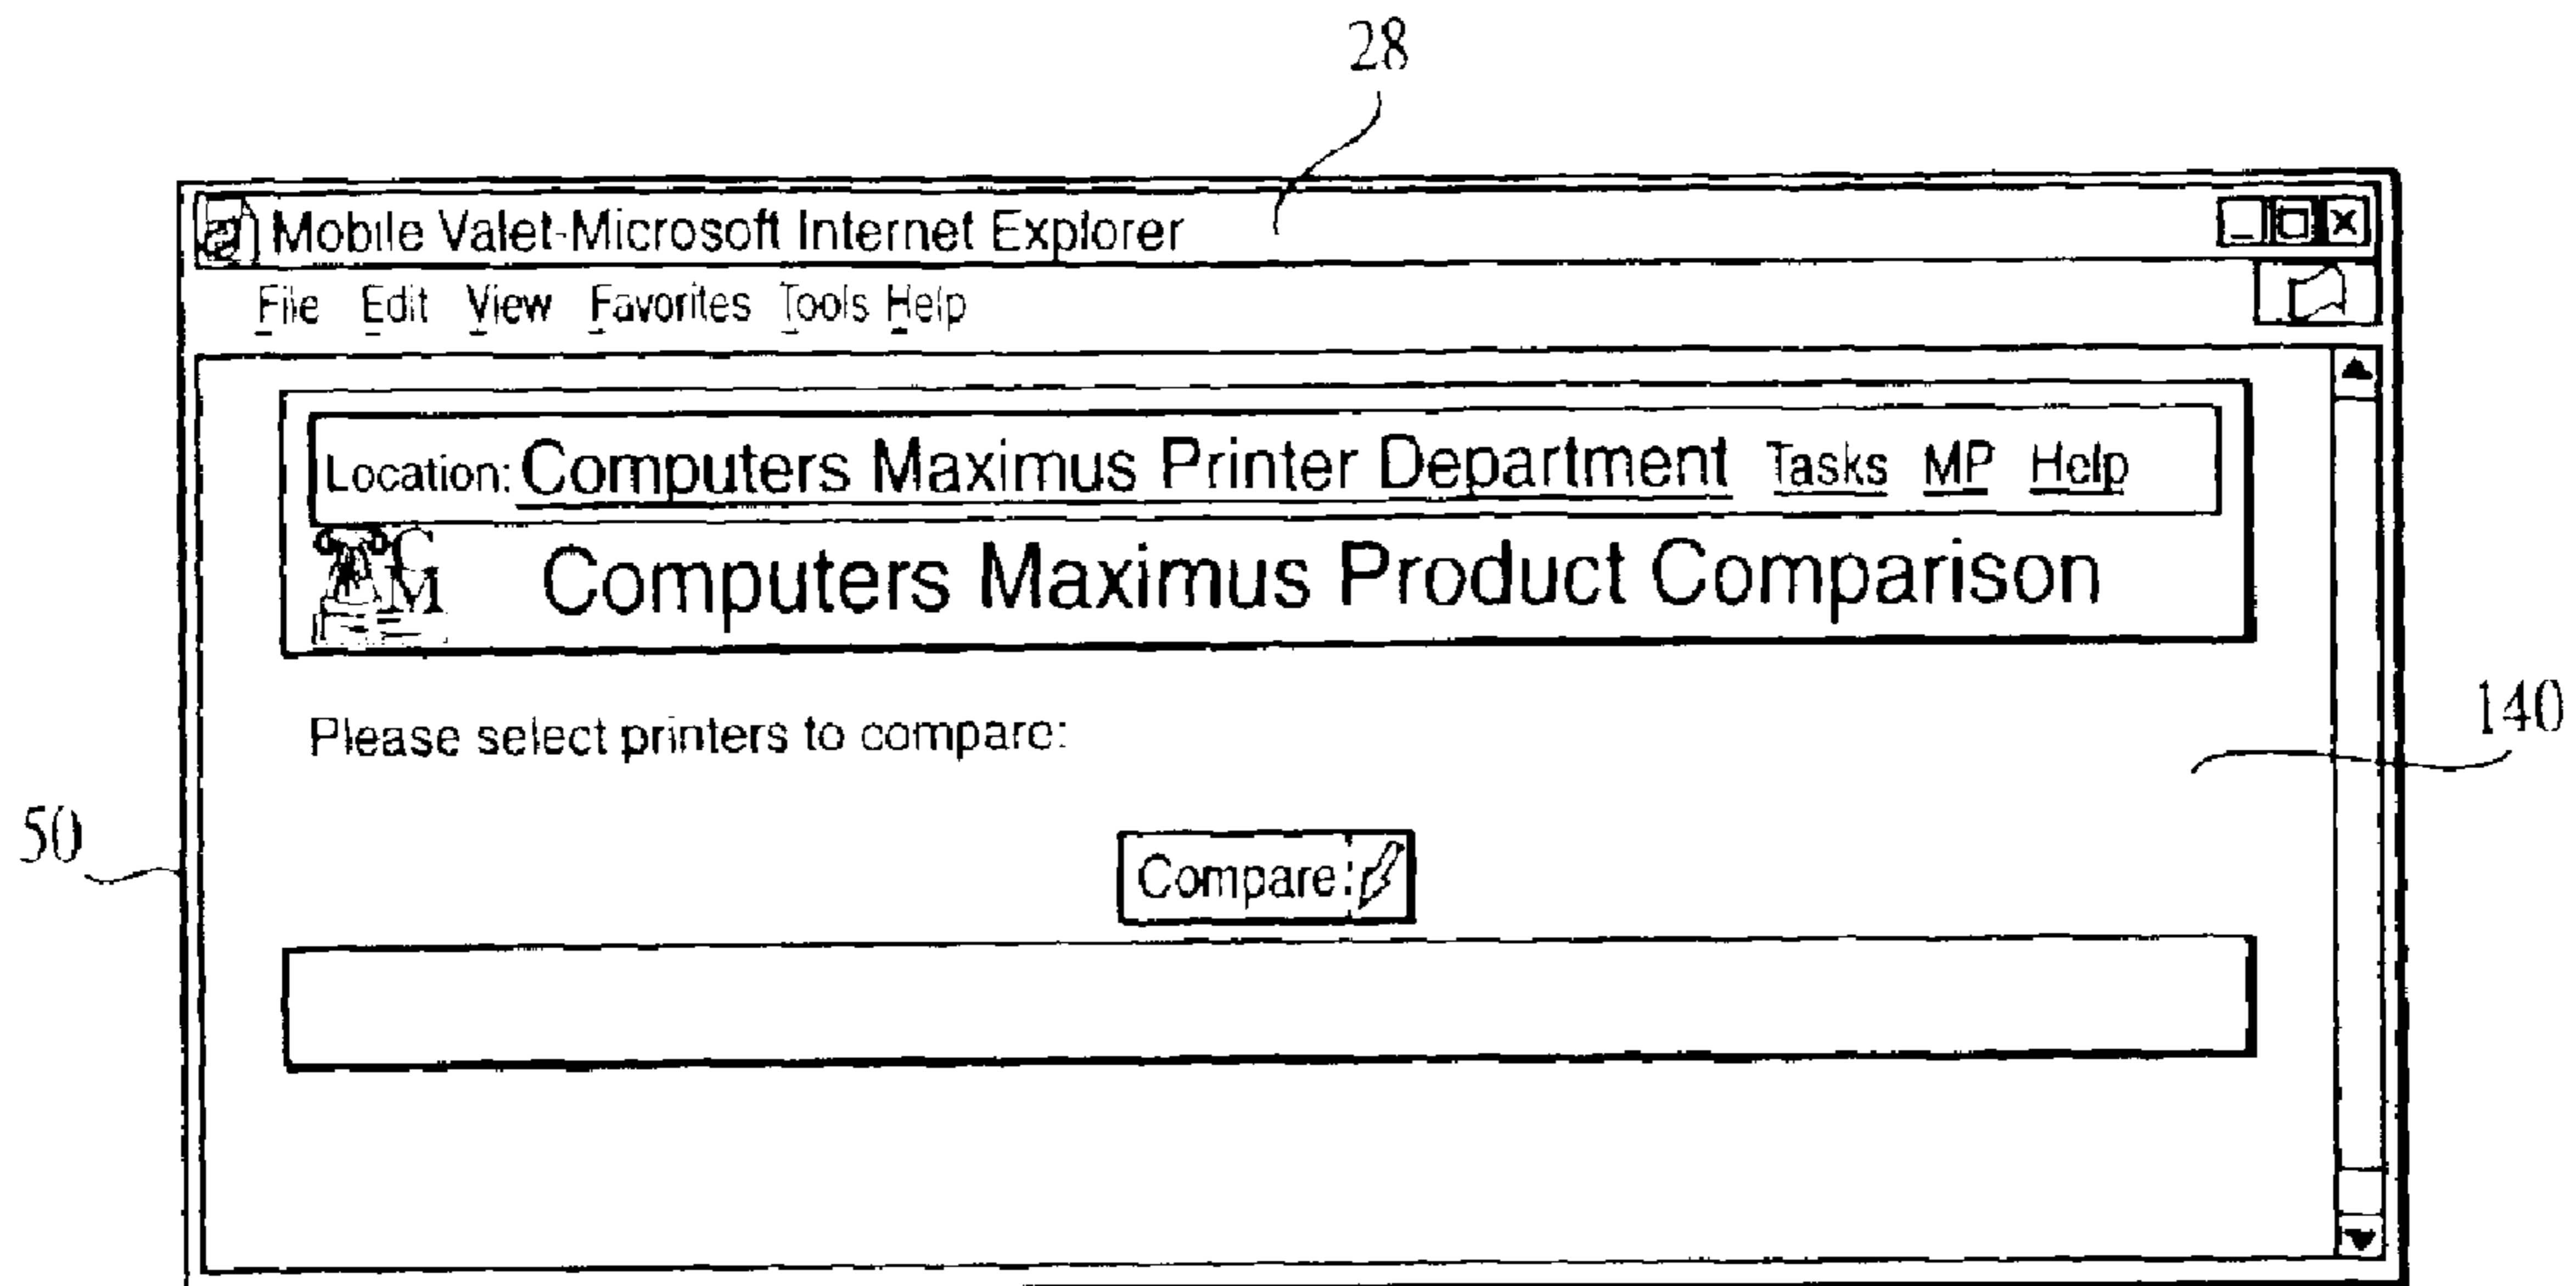 28
Mobile Valet-Microsoft Internet Explorer
File Edit View Favorites Tools Help
Location: Computers Maximus Printer Department Tasks MP Help
C
M
Computers Maximus Product Comparison
Please select printers to compare:
140
50
Compare